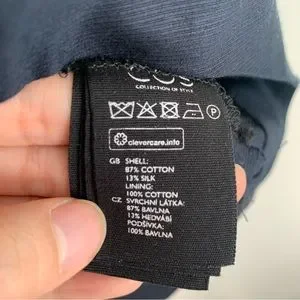 COS
COLLECTION OF STYLE
P
clevercare.info
GB SHELL:
87% COTTON
13% SILK
LINING:
100% COTTON
CZ SVRCHNÍ LÁTKA:
87% BAVLNA
13% HEDVÁBÍ
PODŠÍVKA:
100% BAVLNA